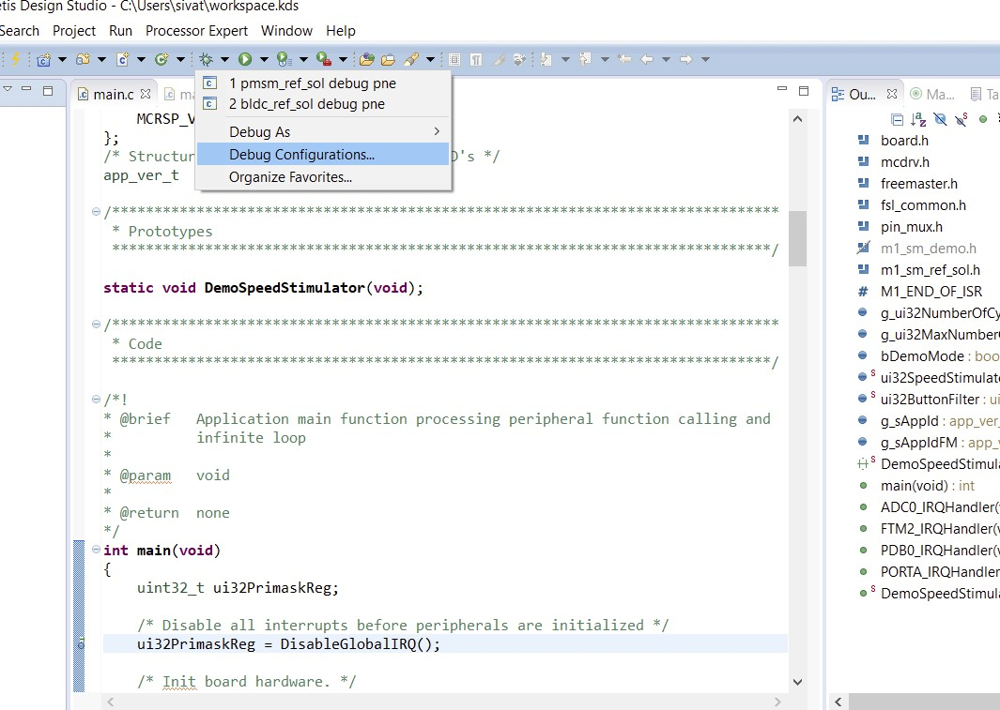 etis Design Studio - C:\Users\sivat\workspace.kds
Search Project Run Processor Expert Window Help
main.c
ma
1 pmsm_ref_sol debug pne
2 bldc_ref_sol debug pne
Debug As
Debug Configurations...
Organize Favorites...
MCRSP_V
};
/* Structur D's */
app_ver_t
/*******************************************************************************
* Prototypes
******************************************************************************/
static void DemoSpeedStimulator(void);
/*******************************************************************************
* Code
******************************************************************************/
/*!
* @brief Application main function processing peripheral function calling and
* infinite loop
*
* @param void
*
* @return none
*/
int main(void)
{
uint32_t ui32PrimaskReg;
/* Disable all interrupts before peripherals are initialized */
ui32PrimaskReg = DisableGlobalIRQ();
/* Init board hardware. */
Ou... Ma... Ta
board.h
mcdrv.h
freemaster.h
fsl_common.h
pin_mux.h
m1_sm_demo.h
m1_sm_ref_sol.h
# M1_END_OF_ISR
g_ui32NumberOfCy
g_ui32MaxNumber
bDemoMode : boo
S ui32SpeedStimulat
S ui32ButtonFilter : ui
g_sAppId : app_ver_
g_sAppIdFM : app_v
S DemoSpeedStimula
main(void) : int
ADC0_IRQHandler(
FTM2_IRQHandler(v
PDB0_IRQHandler(v
PORTA_IRQHandler
S DemoSpeedStimula